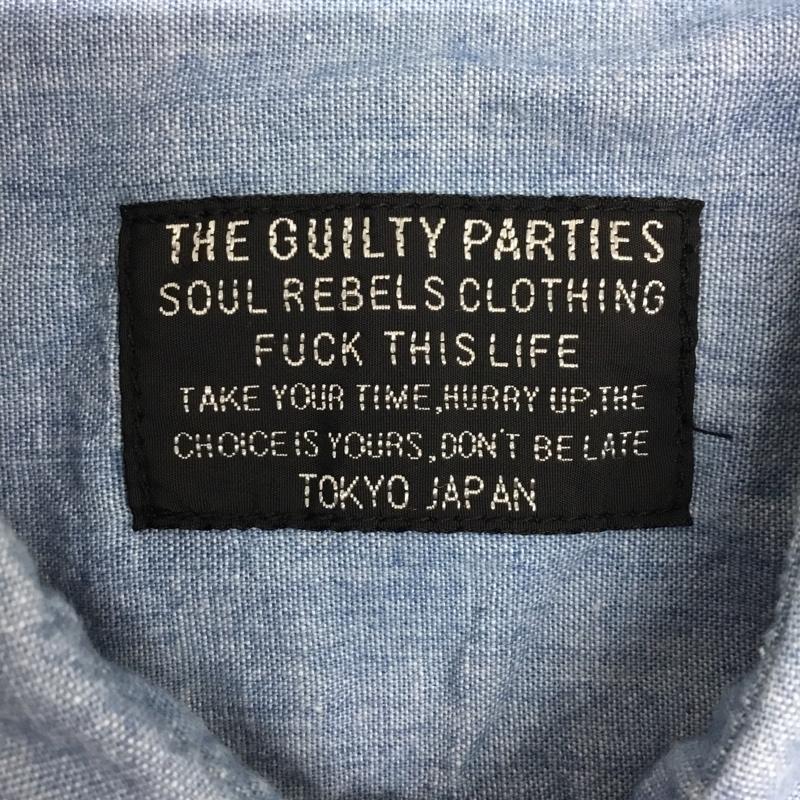 THE GUILTY PARTIES
SOUL REBELS CLOTHING
FUCK THIS LIFE
TAKE YOUR TIME,HURRY UP,THE
CHOICE IS YOURS,DON'T BE LATE
TOKYO JAPAN